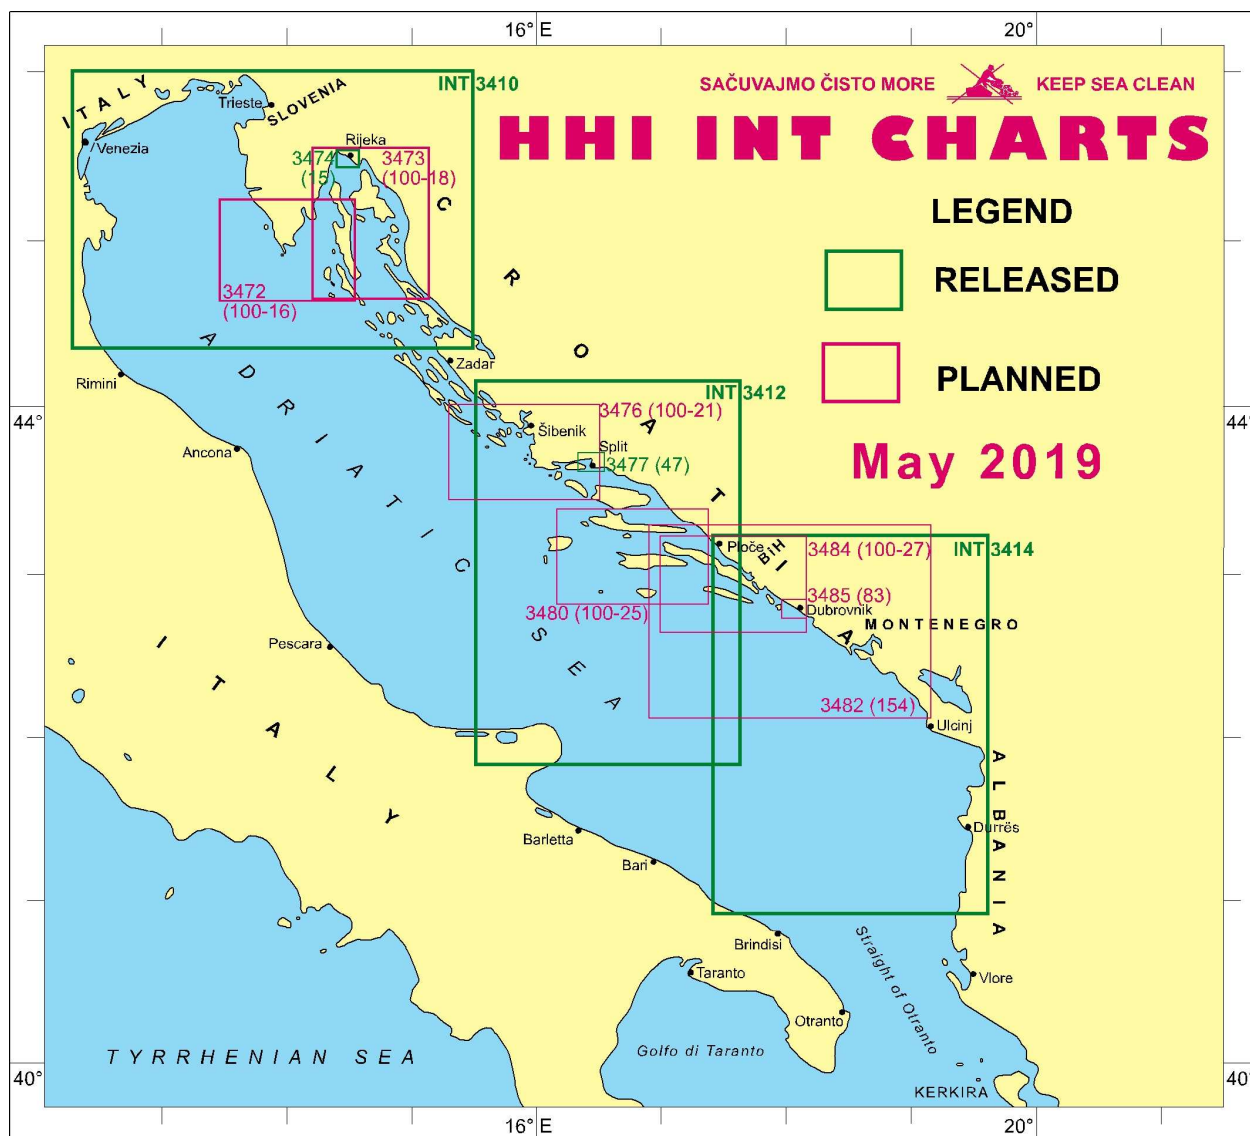 16° E
20°
SAČUVAJMO ČISTO MORE
KEEP SEA CLEAN
HHI INT CHARTS
LEGEND
RELEASED
PLANNED
May 2019
ITALY
INT 3410
Trieste
SLOVENIA
Venezia
Rijeka
3474
(15)
3473
(100-18)
3472
(100-16)
CROATIA
ADRIATIC SEA
Zadar
Rimini
INT 3412
44°
44°
3476 (100-21)
Šibenik
Split
3477 (47)
Ancona
Ploče
BIH
3484 (100-27)
INT 3414
3485 (83)
Dubrovnik
3480 (100-25)
MONTENEGRO
Pescara
ITALY
3482 (154)
Ulcinj
ALBANIA
Durrës
Barletta
Bari
Brindisi
Straight of Otranto
Taranto
Vlore
Otranto
TYRRHENIAN SEA
Golfo di Taranto
KERKIRA
40°
40°
16° E
20°